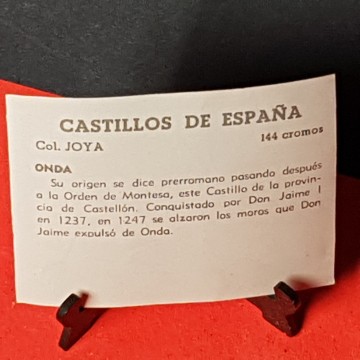 CASTILLOS DE ESPAÑA
Col. JOYA 144 cromos
ONDA
Su origen se dice prerromano pasando después
a la Orden de Montesa, este Castillo de la provin-
cia de Castellón. Conquistado por Don Jaime I
en 1237, en 1247 se alzaron los moros que Don
Jaime expulsó de Onda.